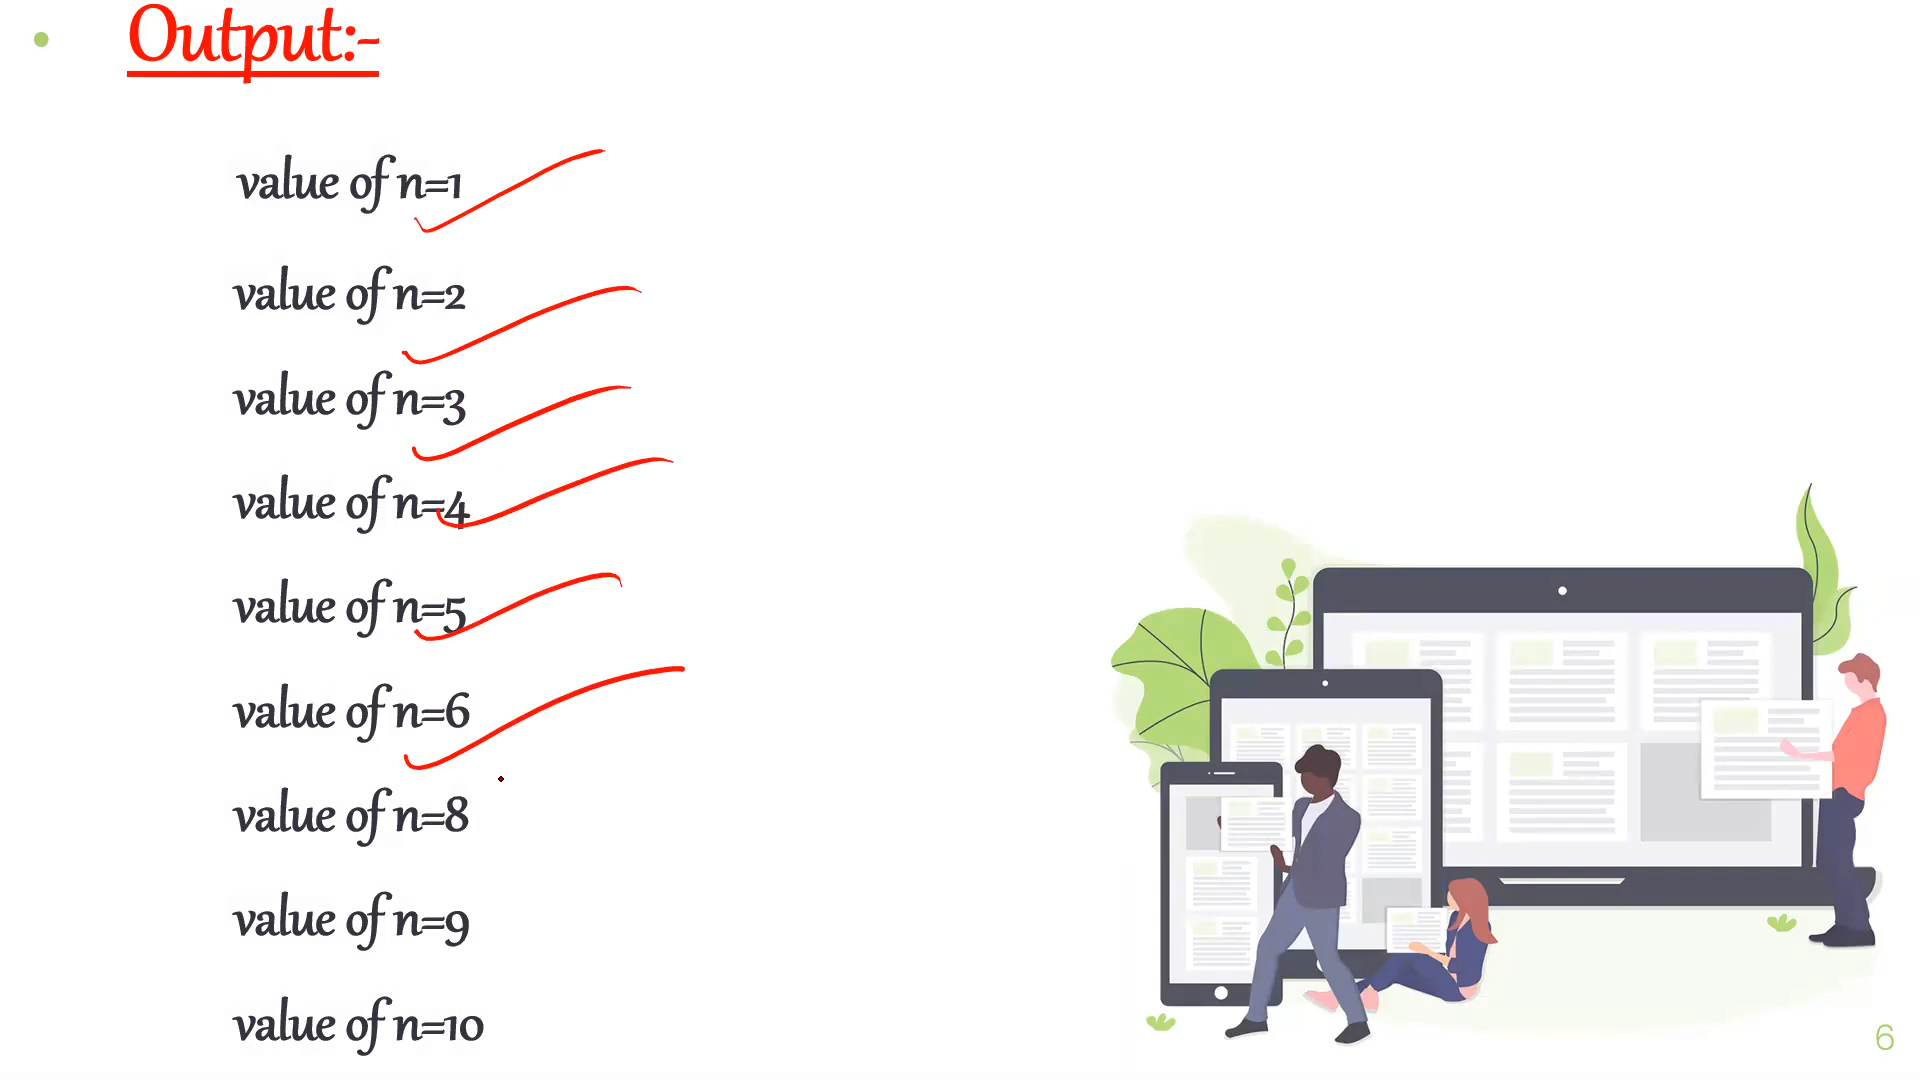 • Output:-
value of n=1
value of n=2
value of n=3
value of n=4
value of n=5
value of n=6
value of n=8
value of n=9
value of n=10
6